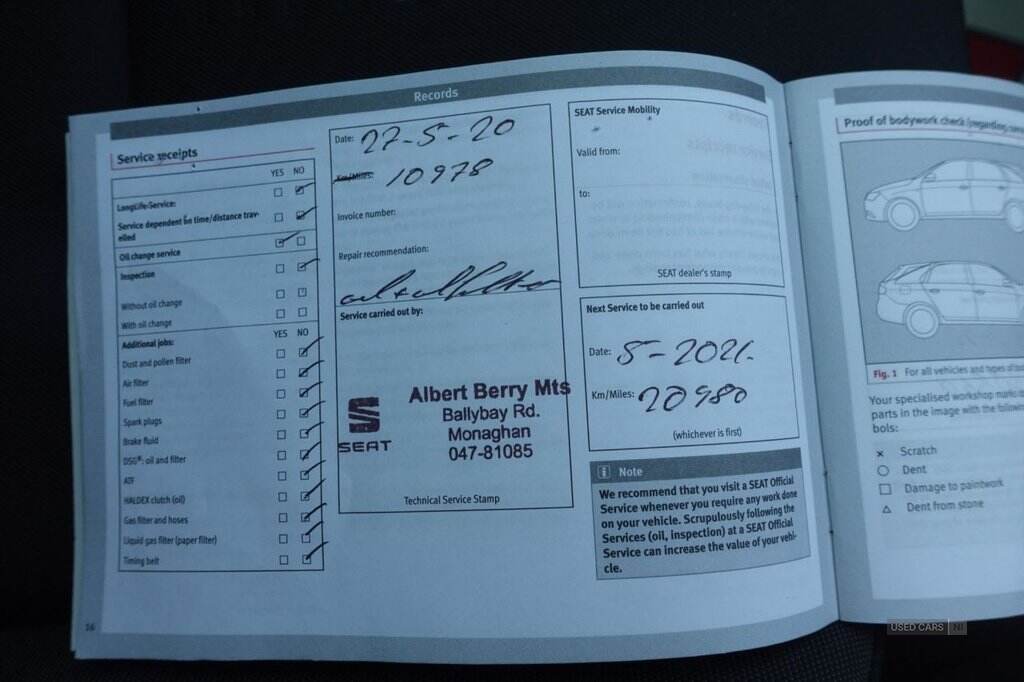 Records
Service receipts
YES NO
LongLife-Service:
Service dependent on time/distance trav-
elled
Oil change service
Inspection
Without oil change
With oil change
Additional jobs:
YES NO
Dust and pollen filter
Air filter
Fuel filter
Spark plugs
Brake fluid
DSG®: oil and filter
ATF
HALDEX clutch (oil)
Gas filter and hoses
Liquid gas filter (paper filter)
Timing belt
16
Date: 27-5-20
Km/Miles: 10978
Invoice number:
Repair recommendation:
Service carried out by:
SEAT
Albert Berry Mts
Ballybay Rd.
Monaghan
047-81085
Technical Service Stamp
SEAT Service Mobility
Valid from:
to:
SEAT dealer's stamp
Next Service to be carried out
Date: 5-2021.
Km/Miles: 20980
(whichever is first)
i Note
We recommend that you visit a SEAT Official
Service whenever you require any work done
on your vehicle. Scrupulously following the
Services (oil, inspection) at a SEAT Official
Service can increase the value of your vehi-
cle.
Proof of bodywork check (regarding
Fig. 1 For all vehicles and types of
Your specialised workshop marks
parts in the image with the following
bols:
× Scratch
○ Dent
□ Damage to paintwork
△ Dent from stone
USED CARS NI